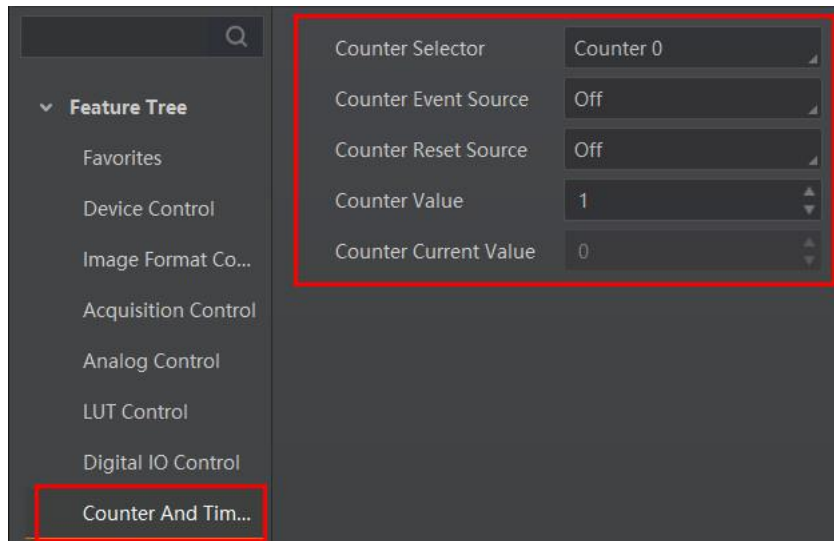 Feature Tree
Favorites
Device Control
Image Format Co...
Acquisition Control
Analog Control
LUT Control
Digital IO Control
Counter And Tim...
Counter Selector Counter 0
Counter Event Source Off
Counter Reset Source Off
Counter Value 1
Counter Current Value 0